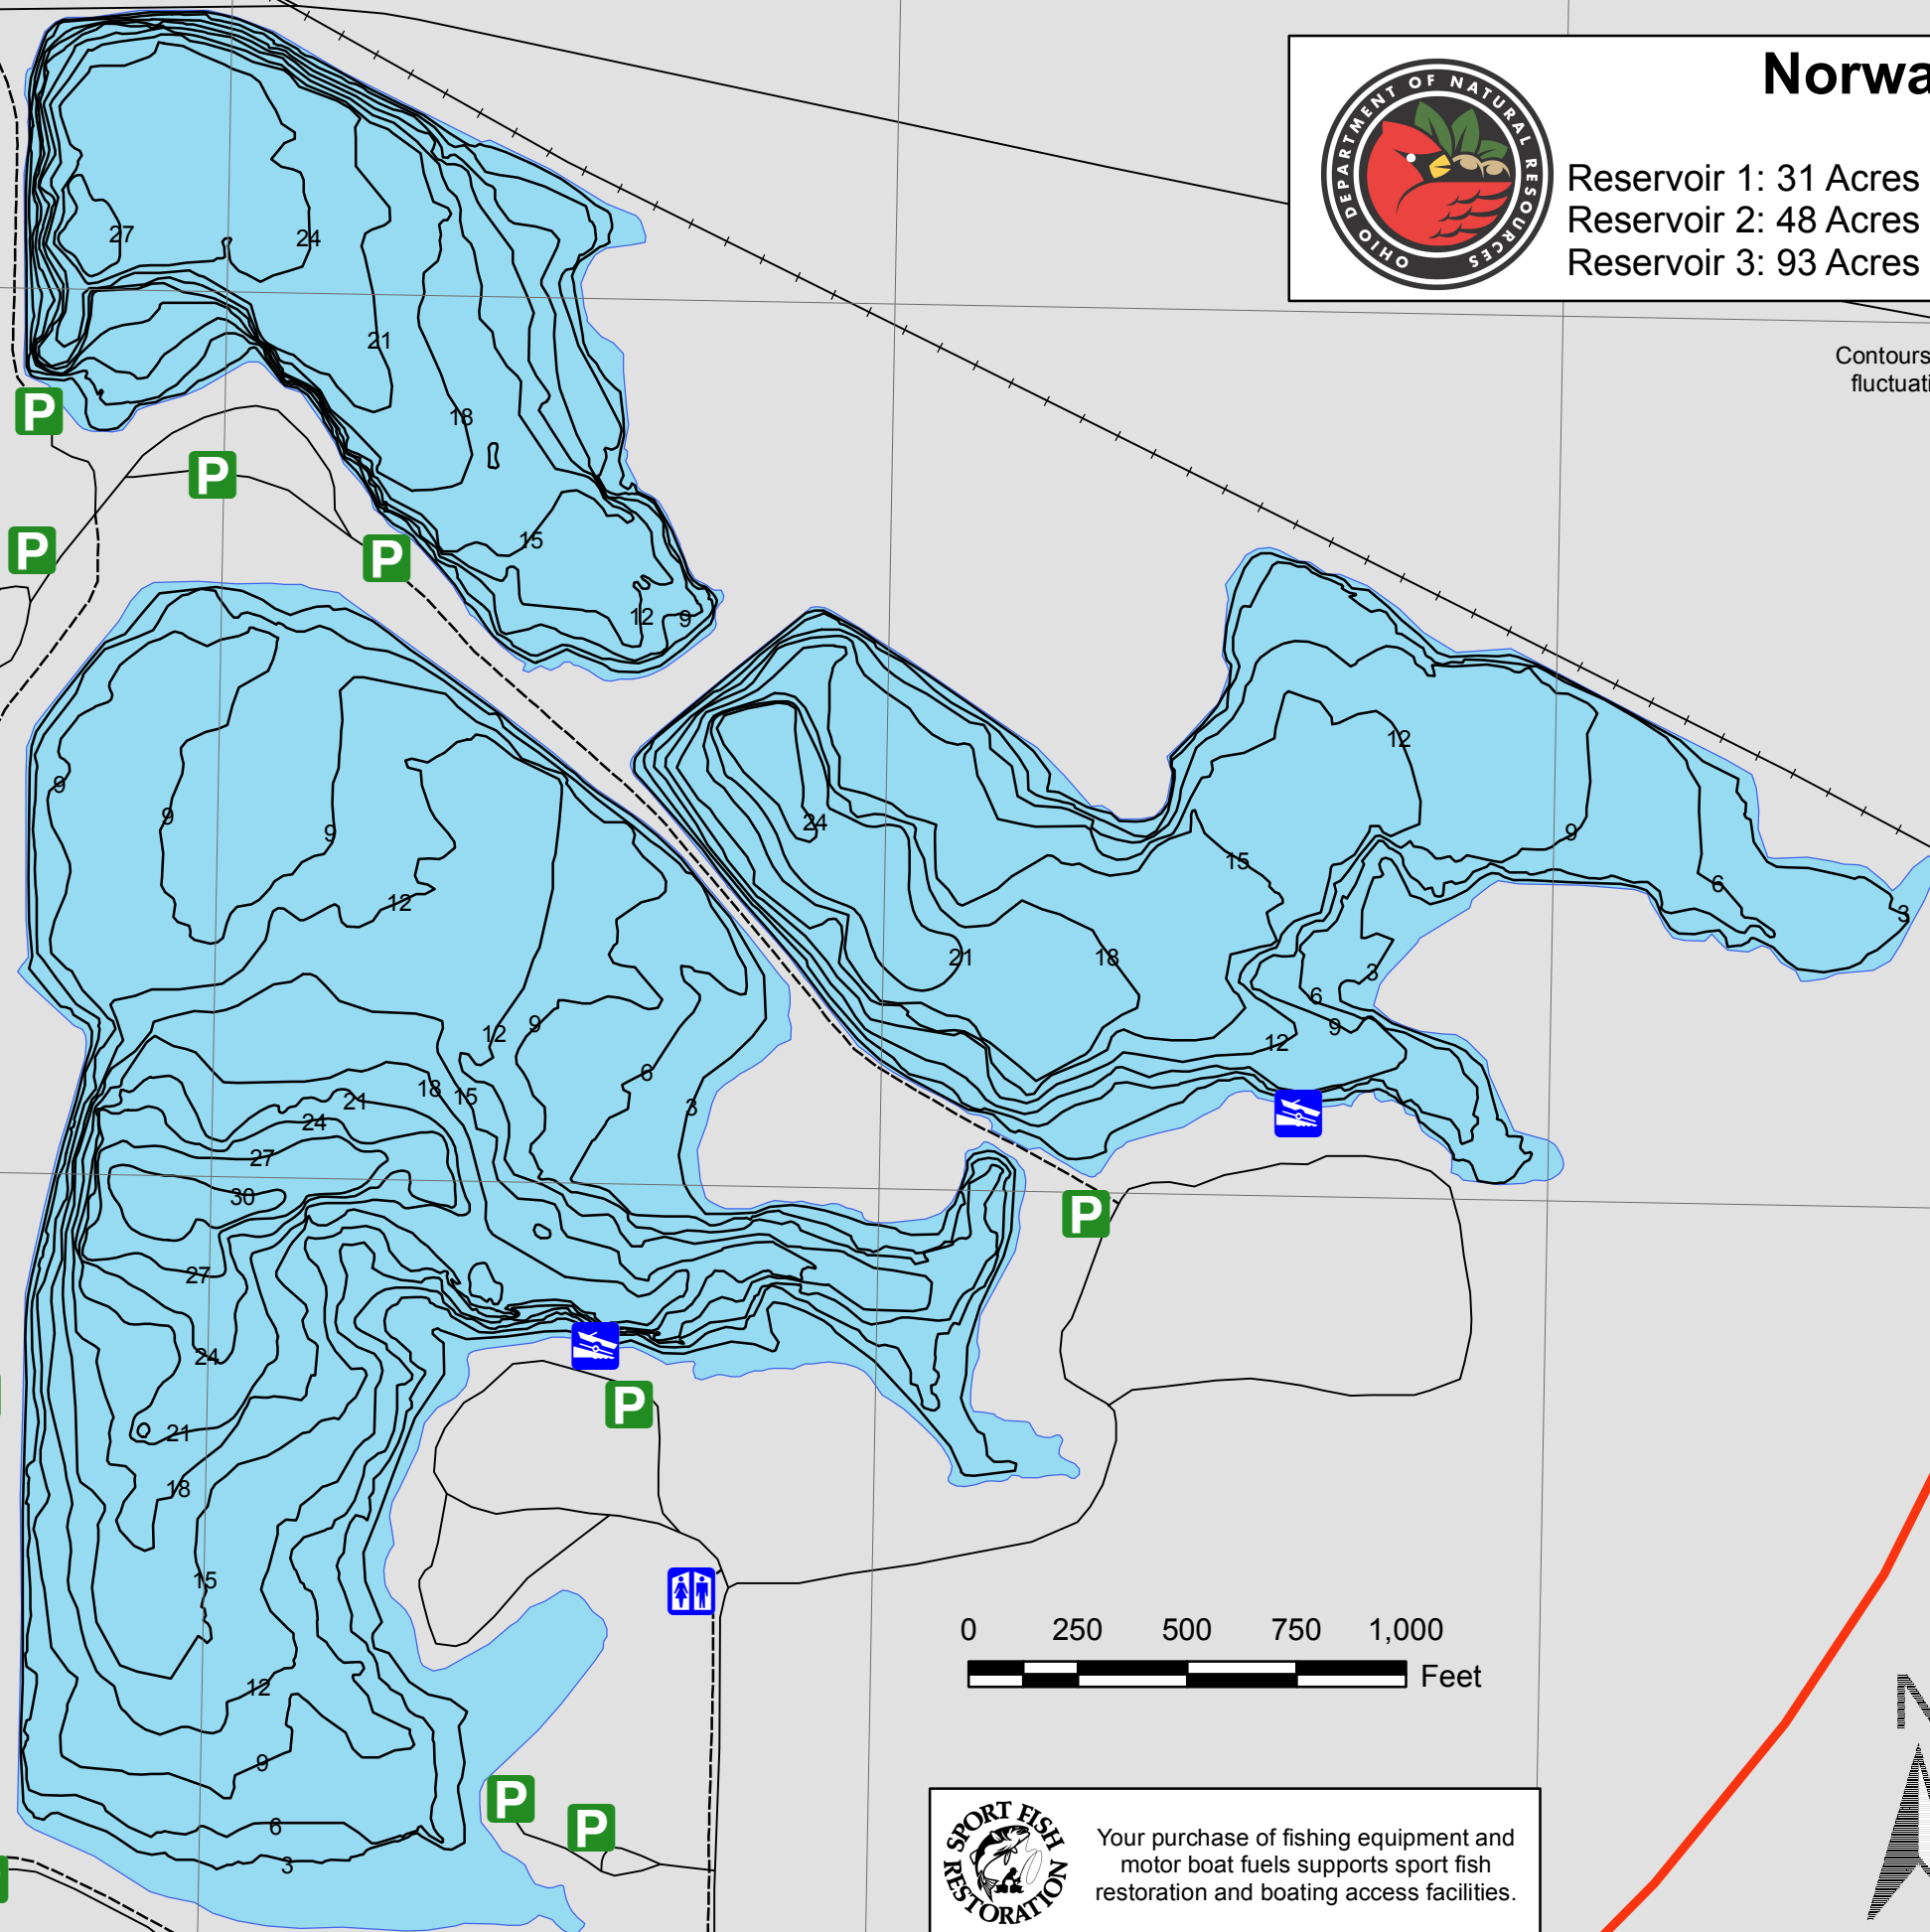 Norwa
OHIO DEPARTMENT OF NATURAL RESOURCES
Reservoir 1: 31 Acres
Reservoir 2: 48 Acres
Reservoir 3: 93 Acres
Contours
fluctuati
27
24
21
18
15
12
9
P
P
P
P
9
9
9
12
12
9
6
3
18
15
21
24
27
30
27
24
21
18
15
12
9
6
3
24
21
18
15
12
9
6
3
3
6
9
12
P
P
P
P
0 250 500 750 1,000
Feet
N
SPORT FISH
RESTORATION
Your purchase of fishing equipment and
motor boat fuels supports sport fish
restoration and boating access facilities.